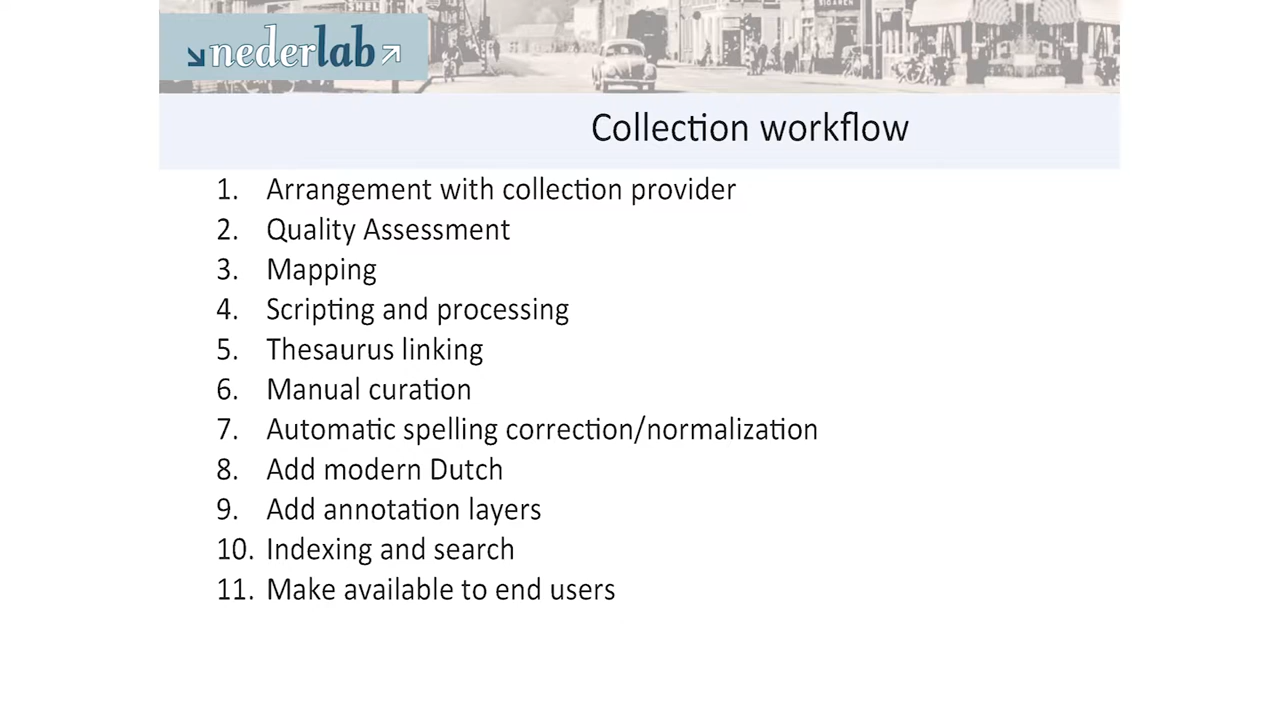 SHEL
nederlab
Collection workflow
1. Arrangement with collection provider
2. Quality Assessment
3. Mapping
4. Scripting and processing
5. Thesaurus linking
6. Manual curation
7. Automatic spelling correction/normalization
8. Add modern Dutch
9. Add annotation layers
10. Indexing and search
11. Make available to end users